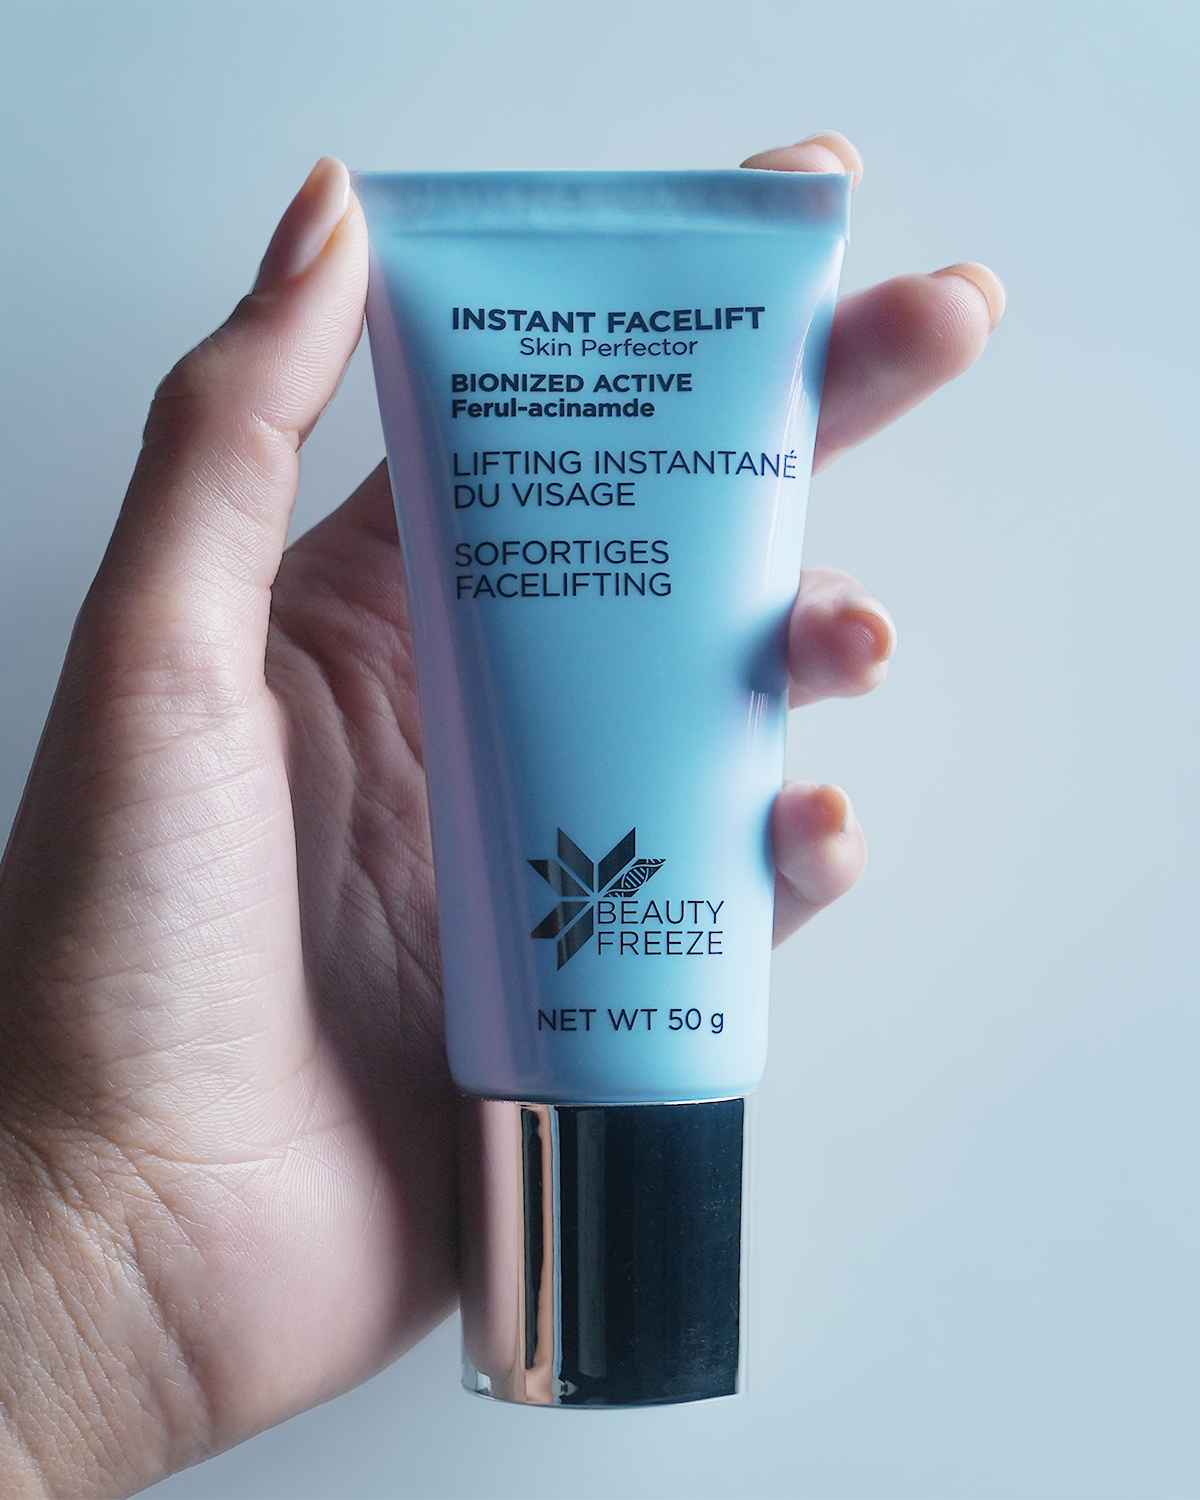 INSTANT FACELIFT
Skin Perfector
BIONIZED ACTIVE
Ferul-acinamde
LIFTING INSTANTANÉ
DU VISAGE
SOFORTIGES
FACELIFTING
BEAUTY
FREEZE
NET WT 50 g